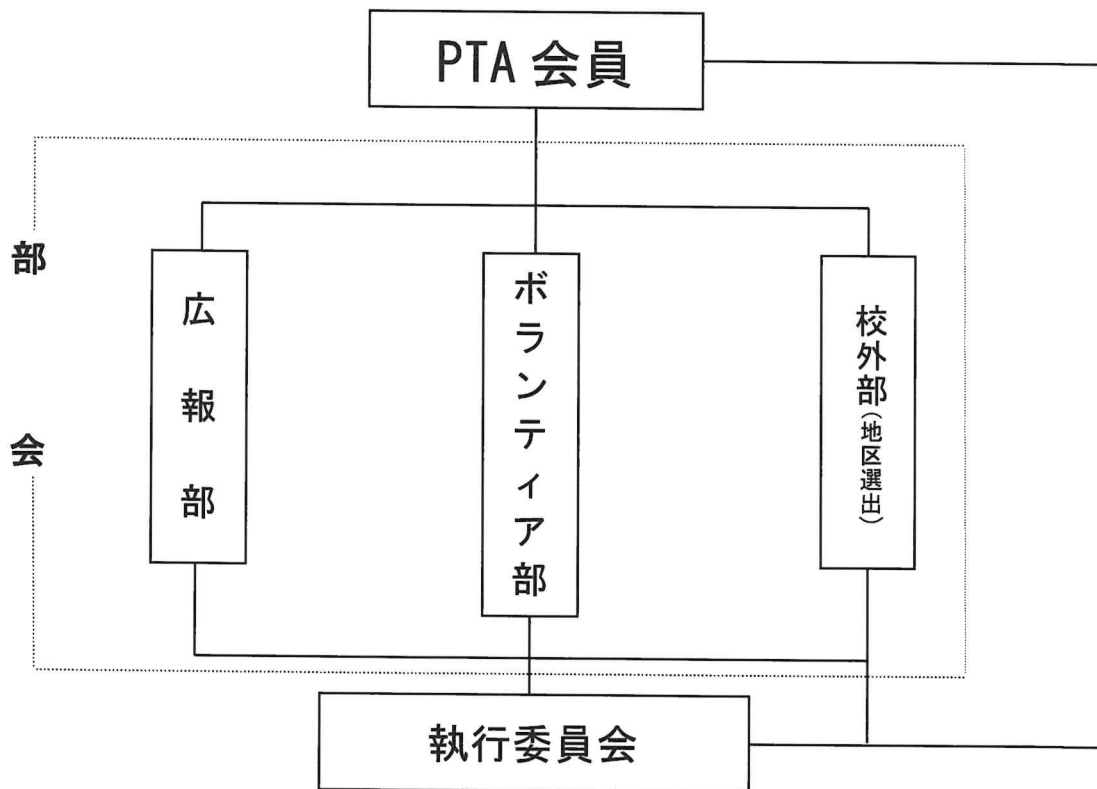 PTA 会員
部会
広報部
ボランティア部
校外部(地区選出)
執行委員会